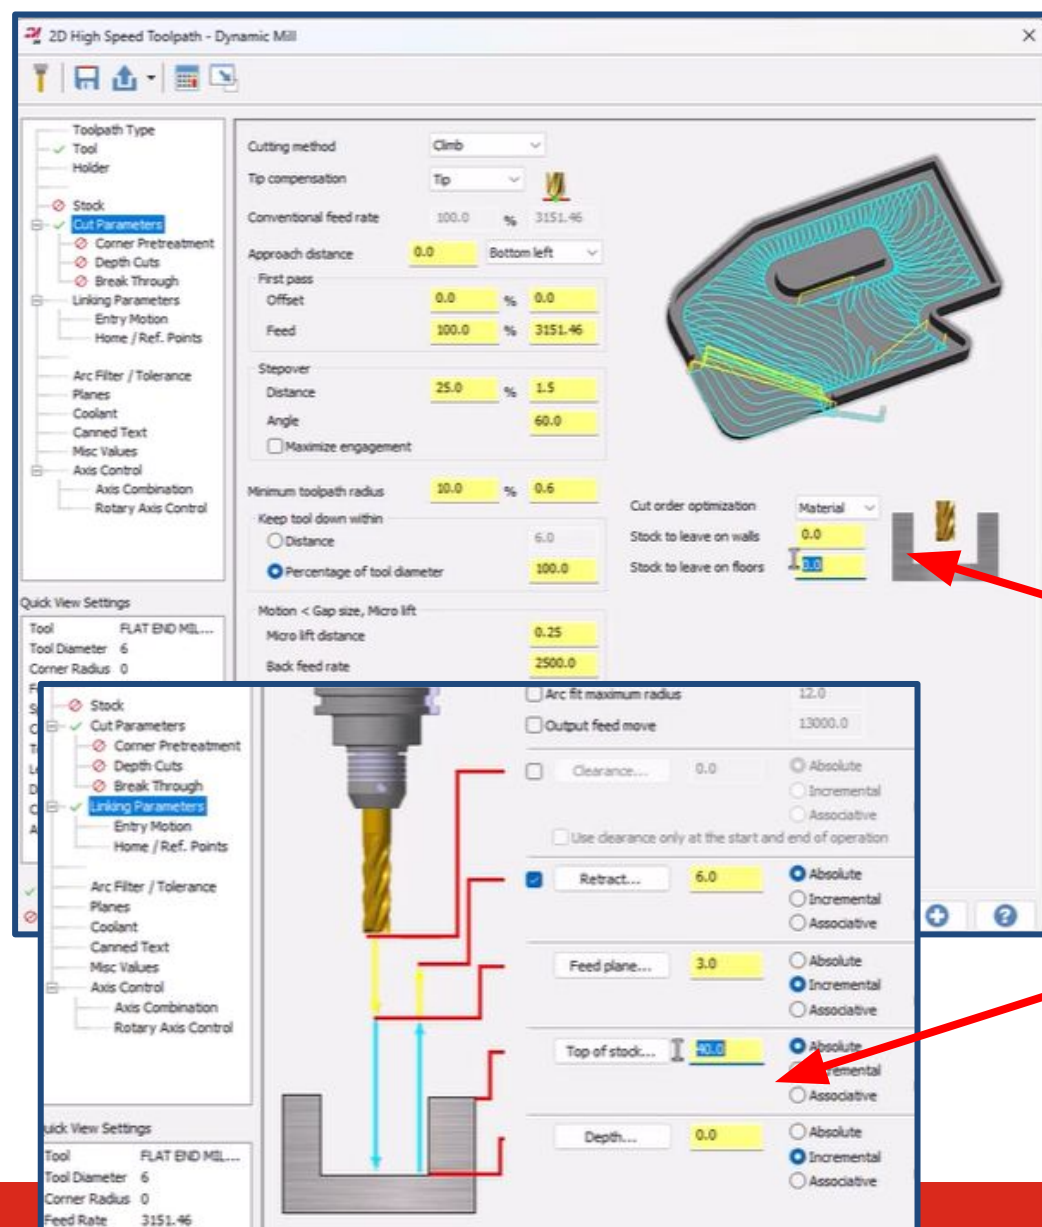 2D High Speed Toolpath - Dynamic Mill
Toolpath Type
Tool
Holder
Stock
Cut Parameters
Corner Pretreatment
Depth Cuts
Break Through
Linking Parameters
Entry Motion
Home / Ref. Points
Arc Filter / Tolerance
Planes
Coolant
Canned Text
Misc Values
Axis Control
Axis Combination
Rotary Axis Control
Cutting method Climb
Tip compensation Tip
Conventional feed rate 100.0 % 3151.46
Approach distance 0.0 Bottom left
First pass
Offset 0.0 % 0.0
Feed 100.0 % 3151.46
Stepover
Distance 25.0 % 1.5
Angle 60.0
Maximize engagement
Minimum toolpath radius 10.0 % 0.6
Keep tool down within
Distance 6.0
Percentage of tool diameter 100.0
Motion < Gap size, Micro lift
Micro lift distance 0.25
Back feed rate 2500.0
Cut order optimization Material
Stock to leave on walls 0.0
Stock to leave on floors 0.0
Quick View Settings
Tool FLAT END MIL...
Tool Diameter 6
Corner Radius 0
Stock
Cut Parameters
Corner Pretreatment
Depth Cuts
Break Through
Linking Parameters
Entry Motion
Home / Ref. Points
Arc Filter / Tolerance
Planes
Coolant
Canned Text
Misc Values
Axis Control
Axis Combination
Rotary Axis Control
Arc fit maximum radius 12.0
Output feed move 13000.0
Clearance... 0.0 Absolute
Incremental
Associative
Use clearance only at the start and end of operation
Retract... 6.0 Absolute
Incremental
Associative
Feed plane... 3.0 Absolute
Incremental
Associative
Top of stock... 40.0 Absolute
Incremental
Associative
Depth... 0.0 Absolute
Incremental
Associative
uick View Settings
Tool FLAT END MIL...
Tool Diameter 6
Corner Radius 0
Feed Rate 3151.46